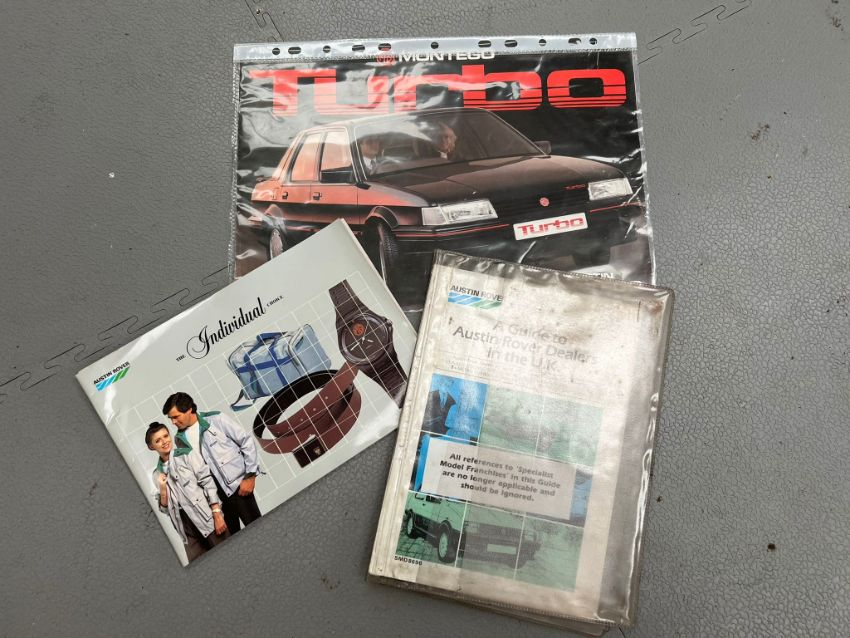 MONTEGO
Turbo
Turbo
Turbo
AUSTIN ROVER
THE Individual CHOICE
AUSTIN ROVER
A Guide to
Austin Rover Dealers
in the U.K.
All references to 'Specialist
Model Franchises' in this Guide
are no longer applicable and
should be ignored.